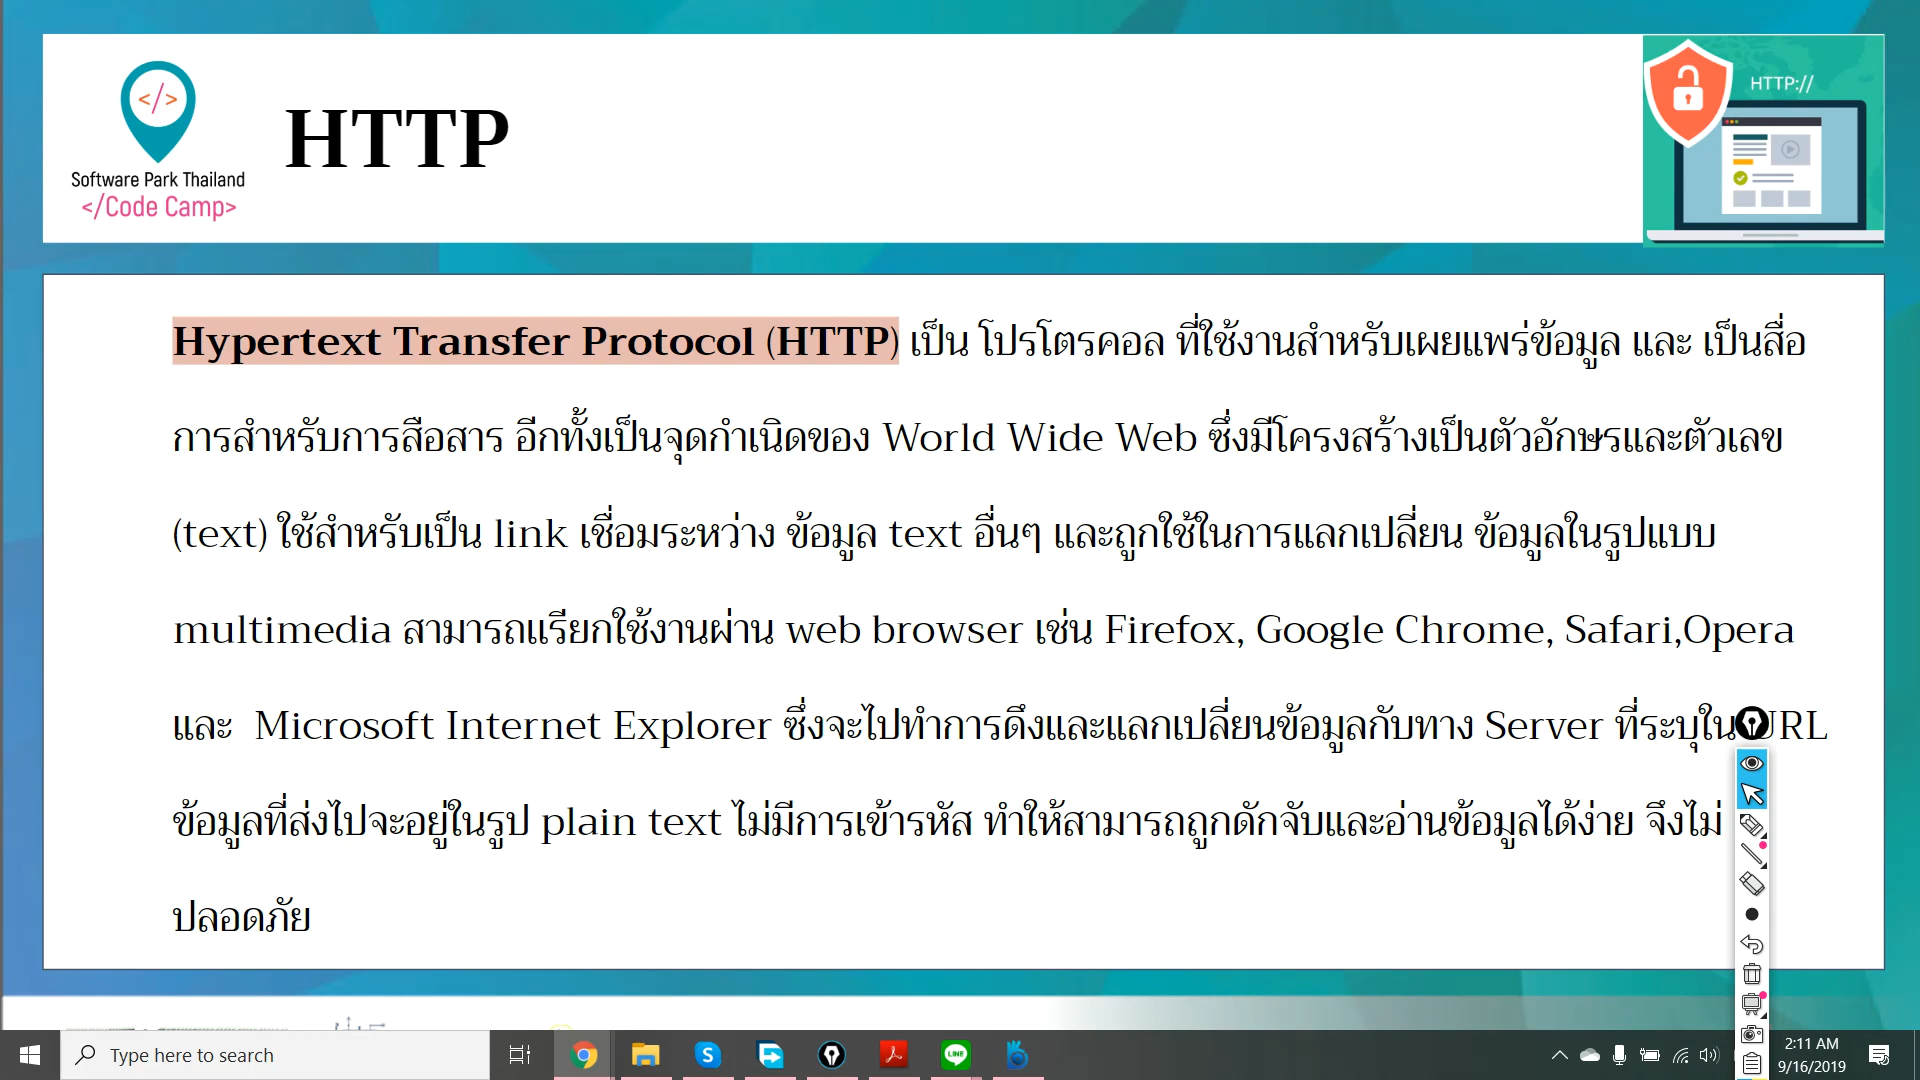 Software Park Thailand
</Code Camp>
HTTP
HTTP://
Hypertext Transfer Protocol (HTTP) เป็น โปรโตรคอล ที่ใช้งานสำหรับเผยแพร่ข้อมูล และ เป็นสื่อ
การสำหรับการสือสาร อีกทั้งเป็นจุดกำเนิดของ World Wide Web ซึ่งมีโครงสร้างเป็นตัวอักษรและตัวเลข
(text) ใช้สำหรับเป็น link เชื่อมระหว่าง ข้อมูล text อื่นๆ และถูกใช้ในการแลกเปลี่ยน ข้อมูลในรูปแบบ
multimedia สามารถแรียกใช้งานผ่าน web browser เช่น Firefox, Google Chrome, Safari,Opera
และ Microsoft Internet Explorer ซึ่งจะไปทำการดึงและแลกเปลี่ยนข้อมูลกับทาง Server ที่ระบุใน URL
ข้อมูลที่ส่งไปจะอยู่ในรูป plain text ไม่มีการเข้ารหัส ทำให้สามารถถูกดักจับและอ่านข้อมูลได้ง่าย จึงไม่
ปลอดภัย
Type here to search
LINE
2:11 AM
9/16/2019